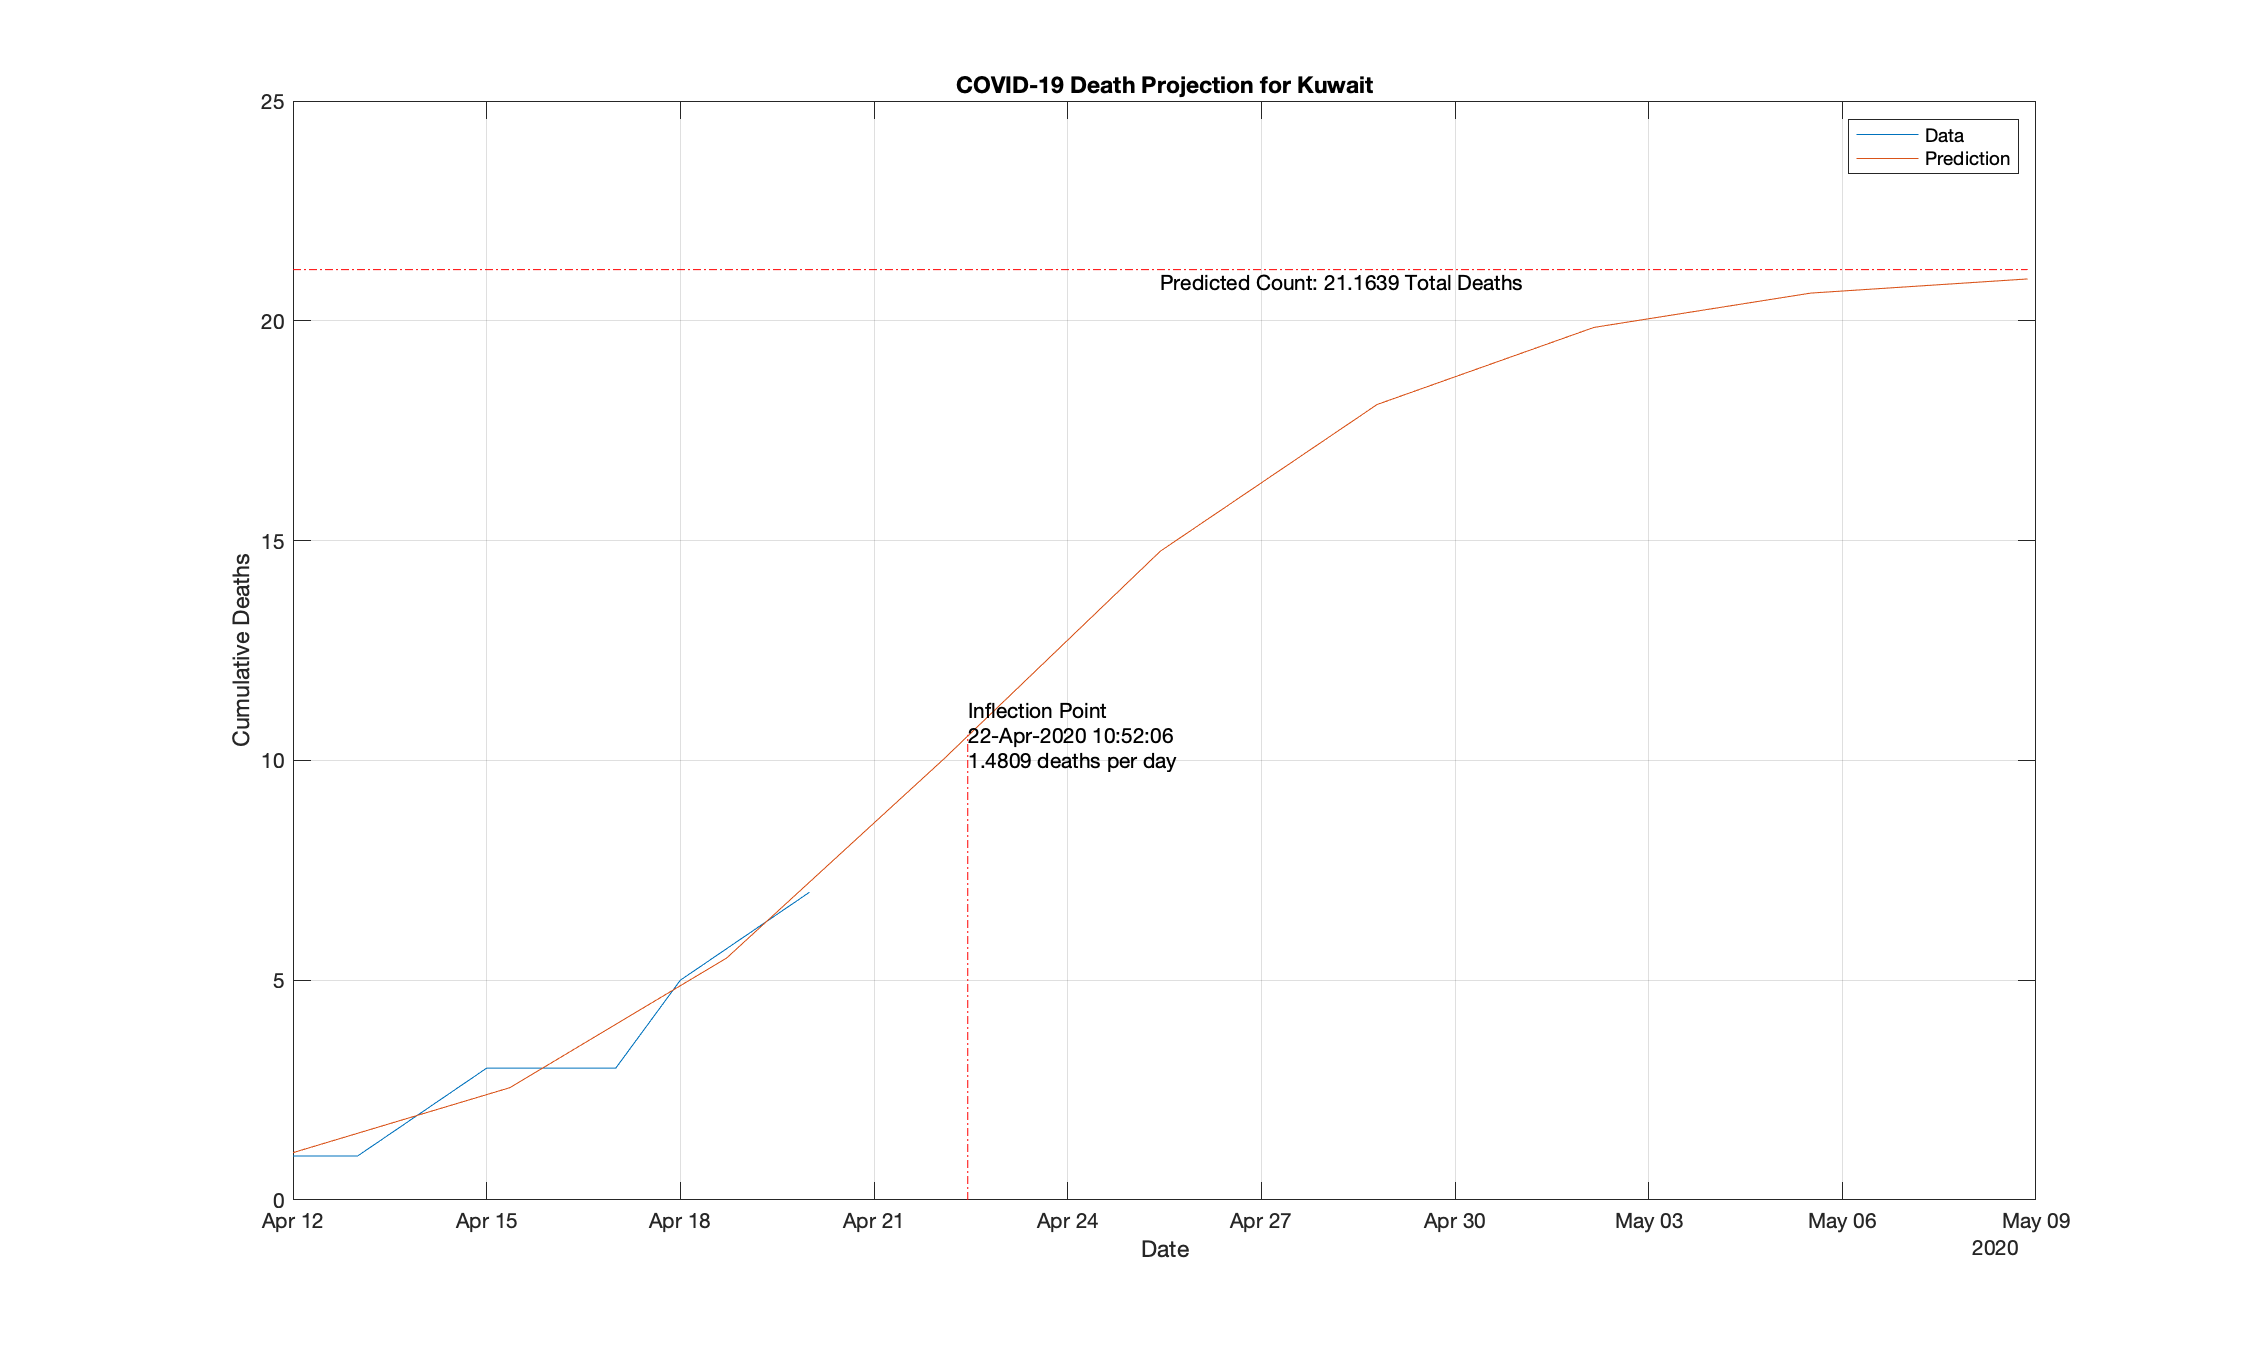 COVID-19 Death Projection for Kuwait
25
Data
Prediction
Predicted Count: 21.1639 Total Deaths
20
15
Cumulative Deaths
Inflection Point
22-Apr-2020 10:52:06
1.4809 deaths per day
10
5
0
Apr 12 Apr 15 Apr 18 Apr 21 Apr 24 Apr 27 Apr 30 May 03 May 06 May 09
Date
2020